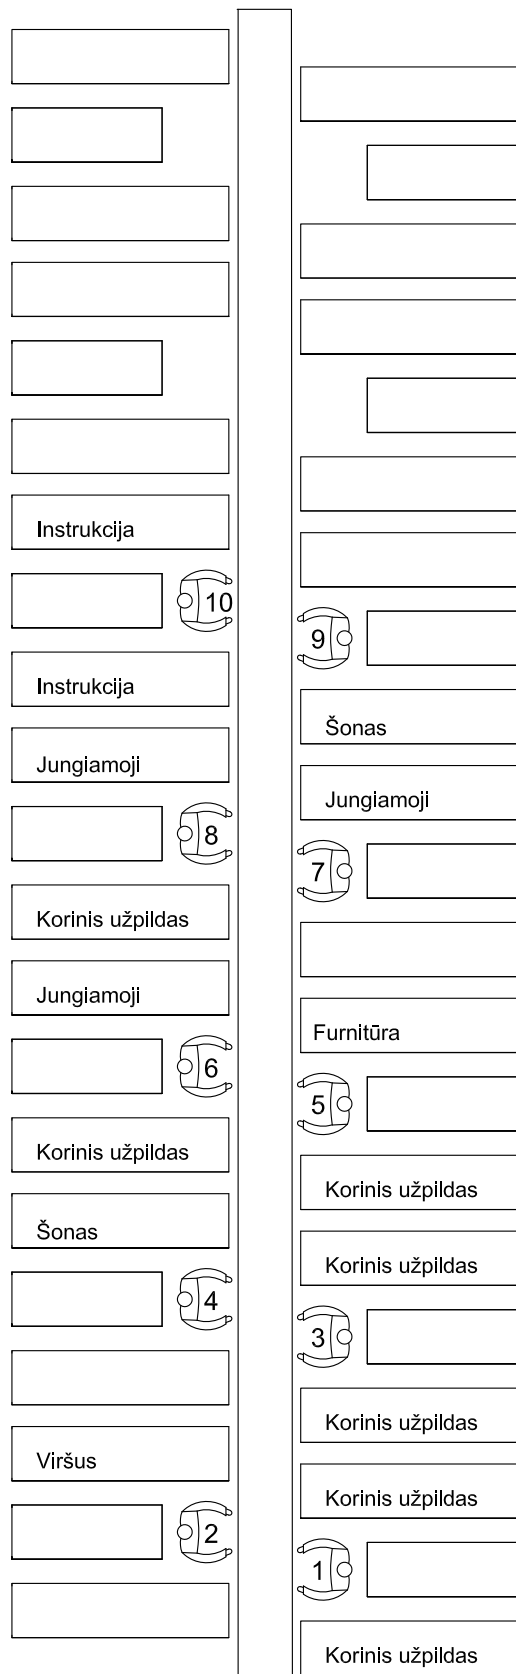 Instrukcija
10
9
Instrukcija
Šonas
Jungiamoji
Jungiamoji
8
7
Korinis užpildas
Jungiamoji
Furnitūra
6
5
Korinis užpildas
Korinis užpildas
Šonas
Korinis užpildas
4
3
Korinis užpildas
Viršus
Korinis užpildas
2
1
Korinis užpildas